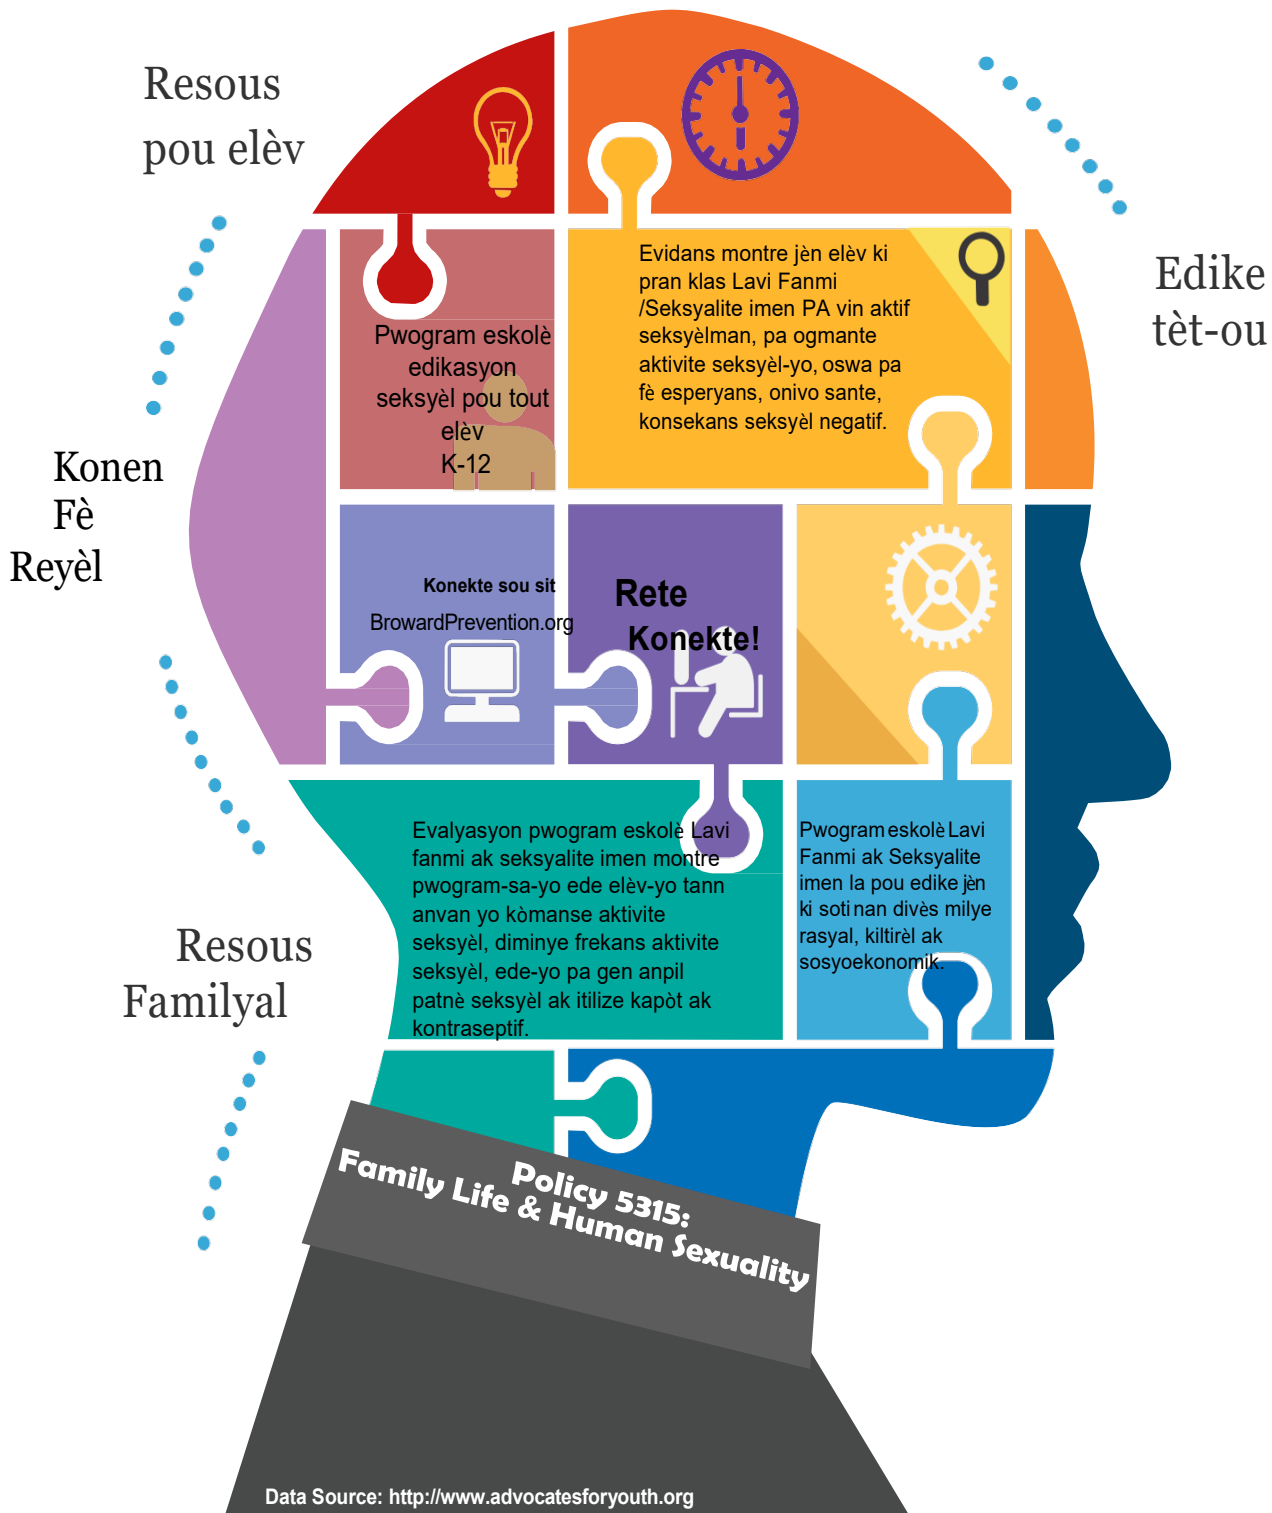 Resous
pou elèv
Edike
tèt-ou
Konen
Fè
Reyèl
Resous
Familyal
Pwogram eskolè
edikasyon
seksyèl pou tout
elèv
K-12
Evidans montre jèn elèv ki
pran klas Lavi Fanmi
/Seksyalite imen PA vin aktif
seksyèlman, pa ogmante
aktivite seksyèl-yo, oswa pa
fè esperyans, onivo sante,
konsekans seksyèl negatif.
Konekte sou sit
BrowardPrevention.org
Rete
Konekte!
Evalyasyon pwogram eskolè Lavi
fanmi ak seksyalite imen montre
pwogram-sa-yo ede elèv-yo tann
anvan yo kòmanse aktivite
seksyèl, diminye frekans aktivite
seksyèl, ede-yo pa gen anpil
patnè seksyèl ak itilize kapòt ak
kontraseptif.
Pwogram eskolè Lavi
Fanmi ak Seksyalite
imen la pou edike jèn
ki soti nan divès milye
rasyal, kiltirèl ak
sosyoekonomik.
Policy 5315:
Family Life & Human Sexuality
Data Source: http://www.advocatesforyouth.org